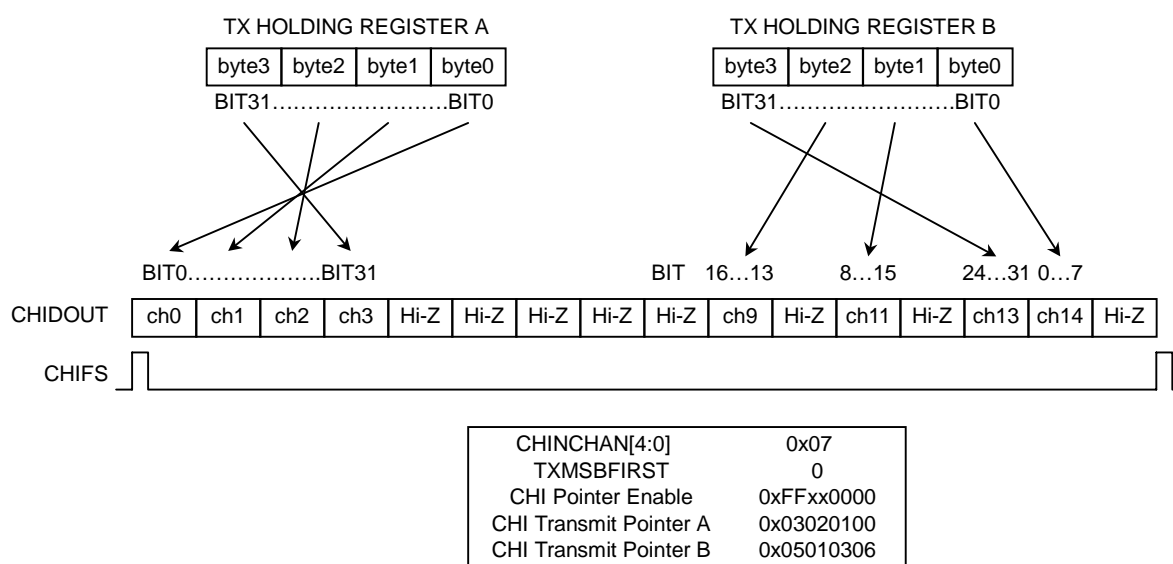 TX HOLDING REGISTER A TX HOLDING REGISTER B
byte3 byte2 byte1 byte0 byte3 byte2 byte1 byte0
BIT31……………………..BIT0 BIT31……………………..BIT0
BIT0………………..BIT31 BIT 16…13 8…15 24…31 0…7
CHIDOUT ch0 ch1 ch2 ch3 Hi-Z Hi-Z Hi-Z Hi-Z Hi-Z ch9 Hi-Z ch11 Hi-Z ch13 ch14 Hi-Z
CHIFS
CHINCHAN[4:0] 0x07
TXMSBFIRST 0
CHI Pointer Enable 0xFFxx0000
CHI Transmit Pointer A 0x03020100
CHI Transmit Pointer B 0x05010306